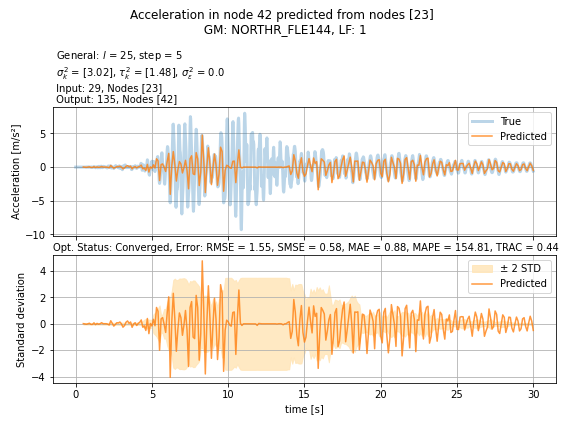 Acceleration in node 42 predicted from nodes [23]
GM: NORTHR_FLE144, LF: 1
General: l = 25, step = 5
σ²ₖ = [3.02], τ²ₖ = [1.48], σ²ε = 0.0
Input: 29, Nodes [23]
Output: 135, Nodes [42]
Acceleration [m/s²]
5
0
−5
−10
True
Predicted
Opt. Status: Converged, Error: RMSE = 1.55, SMSE = 0.58, MAE = 0.88, MAPE = 154.81, TRAC = 0.44
Standard deviation
4
2
0
−2
−4
± 2 STD
Predicted
0 5 10 15 20 25 30
time [s]